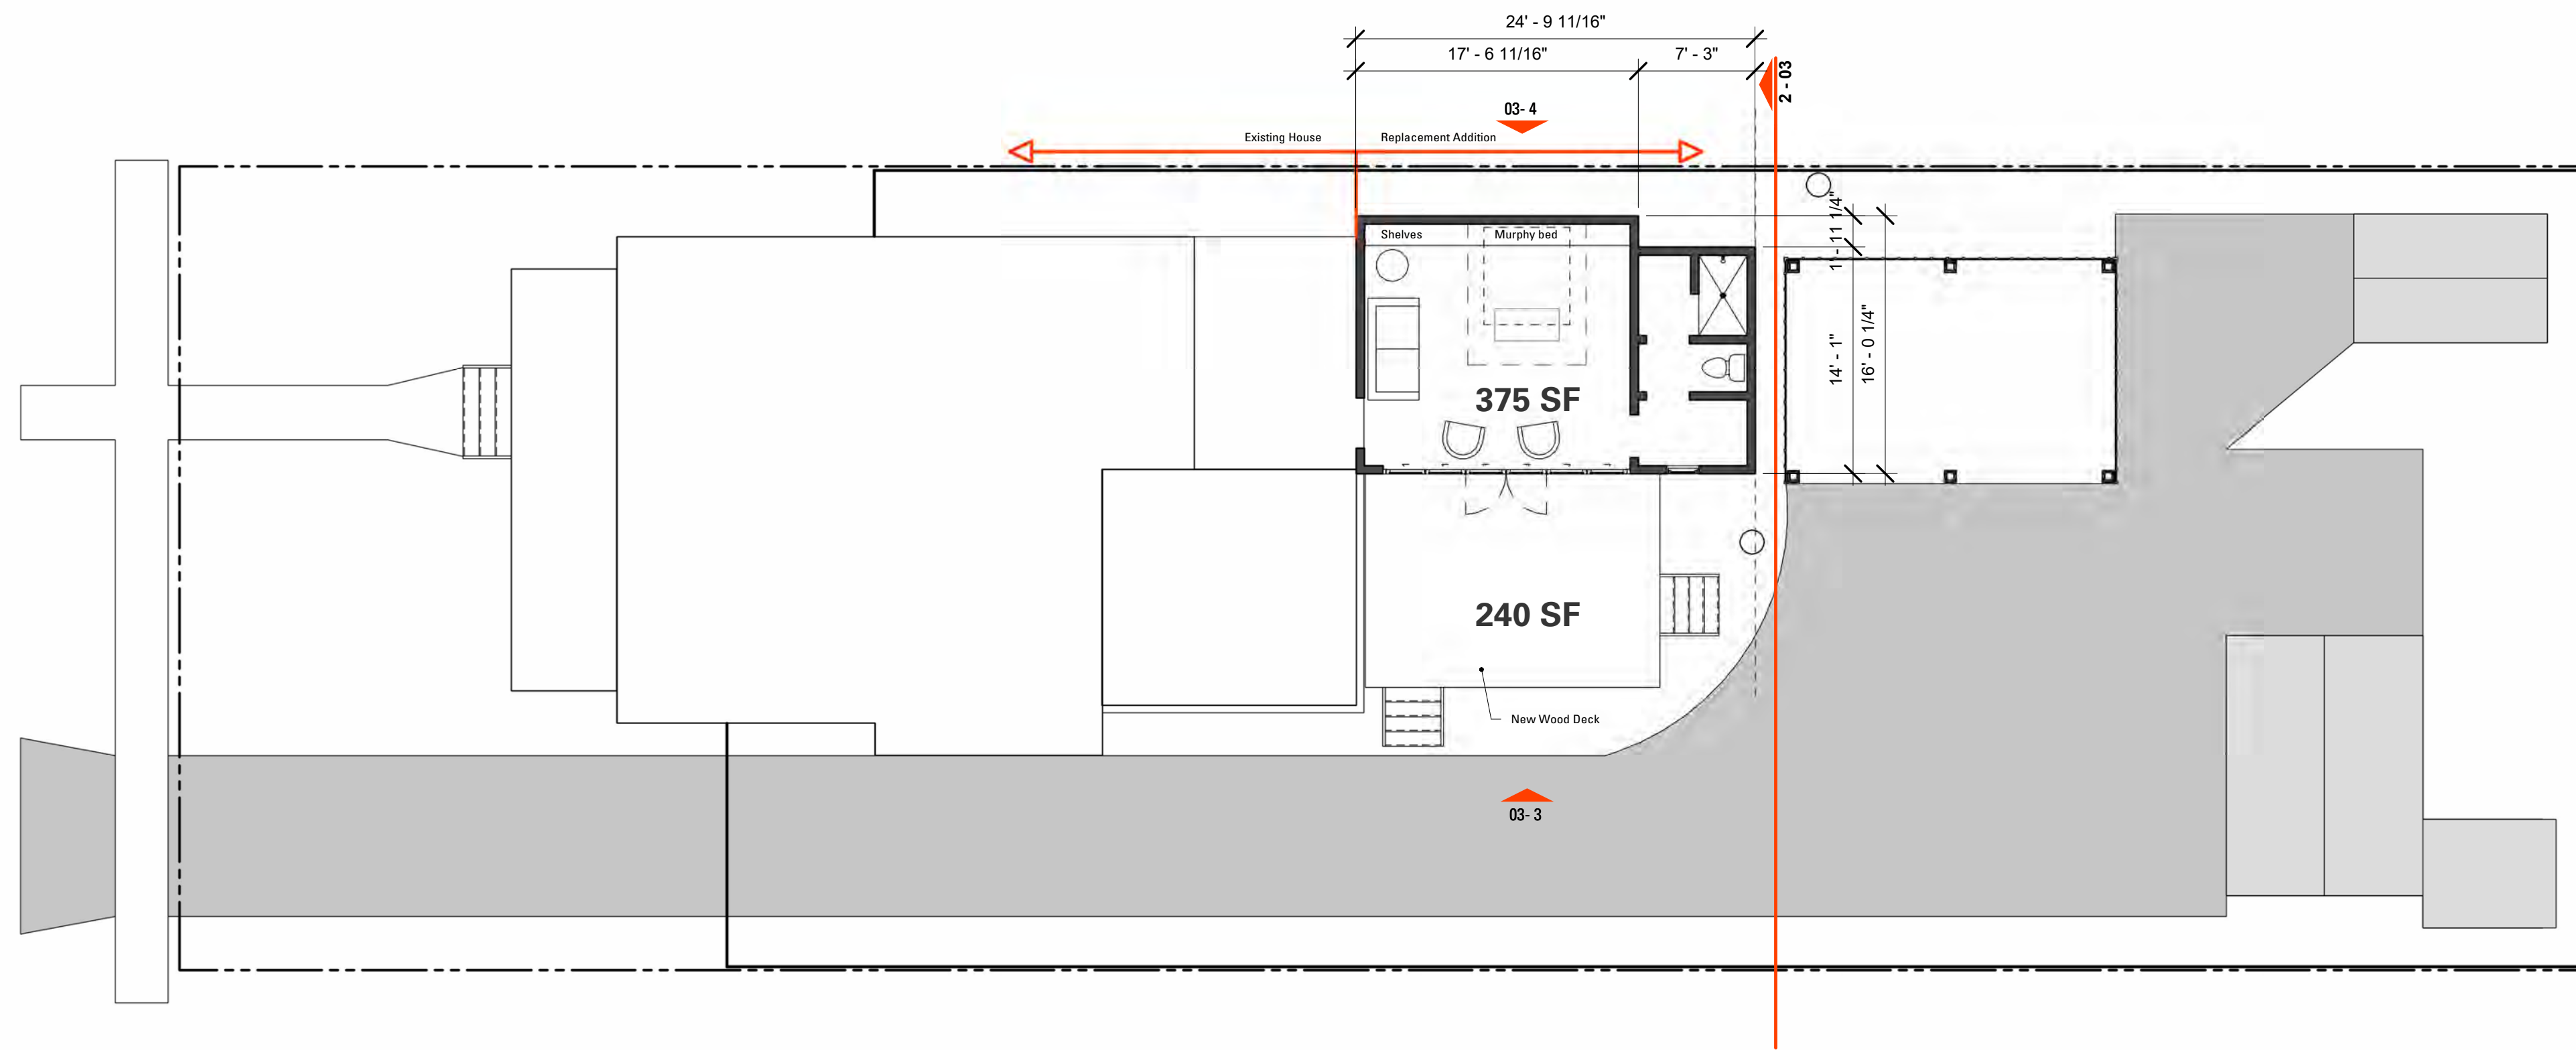 24' - 9 11/16"
17' - 6 11/16"
7' - 3"
2 - 03
03- 4
Existing House
Replacement Addition
1' - 11 1/4"
Shelves
Murphy bed
14' - 1"
16' - 0 1/4"
375 SF
240 SF
New Wood Deck
03- 3